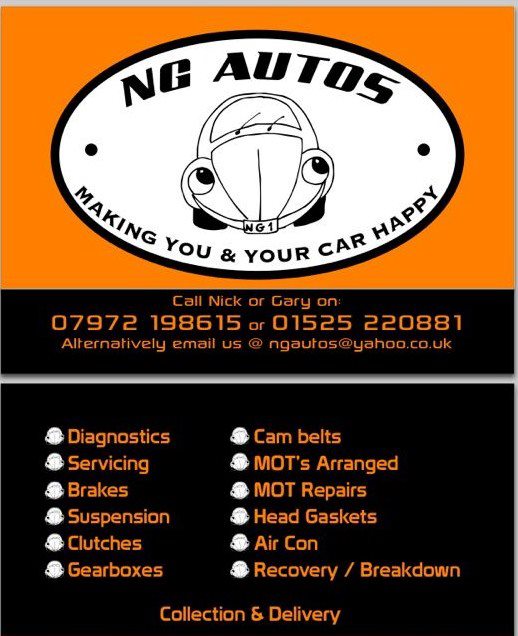 NG AUTOS
NG 1
MAKING YOU & YOUR CAR HAPPY
Call Nick or Gary on:
07972 198615 or 01525 220881
Alternatively email us @ ngautos@yahoo.co.uk
Diagnostics
Servicing
Brakes
Suspension
Clutches
Gearboxes
Cam belts
MOT's Arranged
MOT Repairs
Head Gaskets
Air Con
Recovery / Breakdown
Collection & Delivery